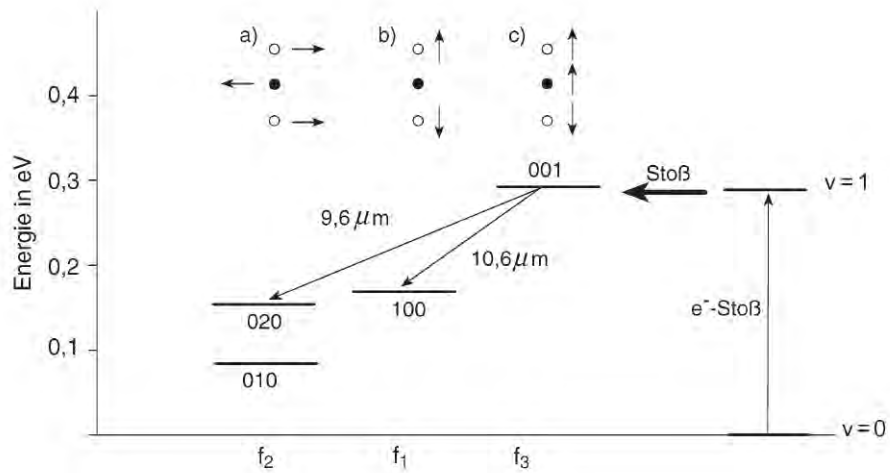 a) b) c)
Energie in eV
0,4
0,3
0,2
0,1
001
Stoß
v = 1
9,6 μm
10,6 μm
020
100
010
e⁻-Stoß
v = 0
f₂ f₁ f₃